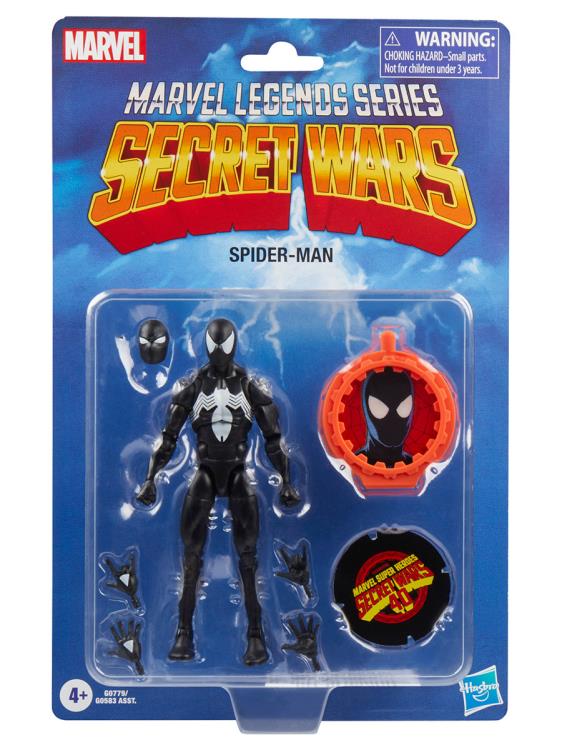 MARVEL
WARNING:
CHOKING HAZARD–Small parts.
Not for children under 3 years.
MARVEL LEGENDS SERIES
SECRET WARS
SPIDER-MAN
MARVEL SUPER HEROES
SECRET WARS
40
4+
G0779/
G0583 ASST.
Hasbro